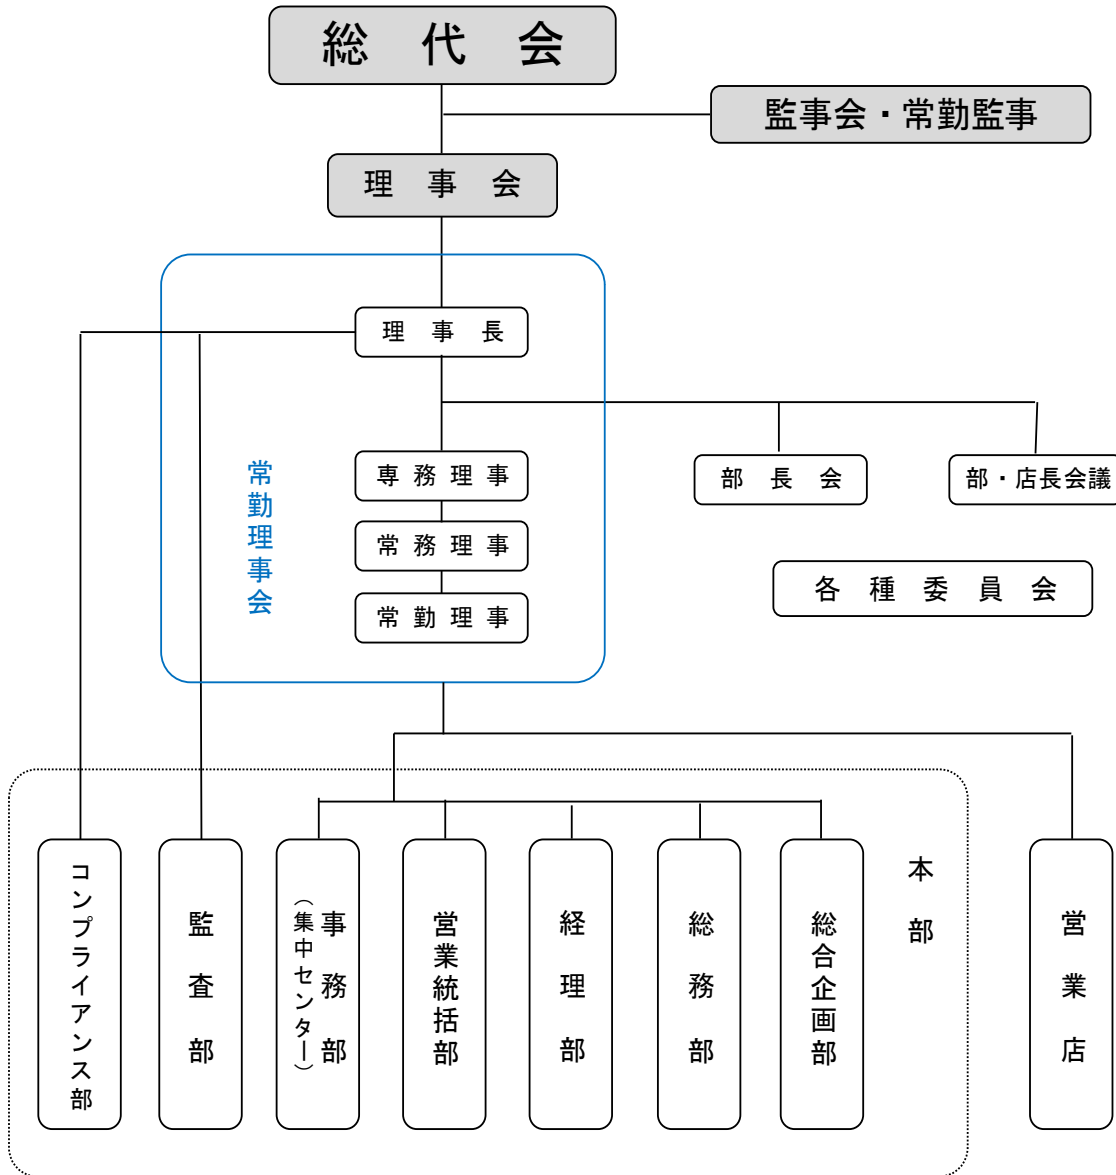 総代会
監事会・常勤監事
理事会
理事長
常勤理事会
専務理事
常務理事
常勤理事
部長会
部・店長会議
各種委員会
コンプライアンス部
監査部
事務部
（集中センター）
営業統括部
経理部
総務部
総合企画部
本部
営業店